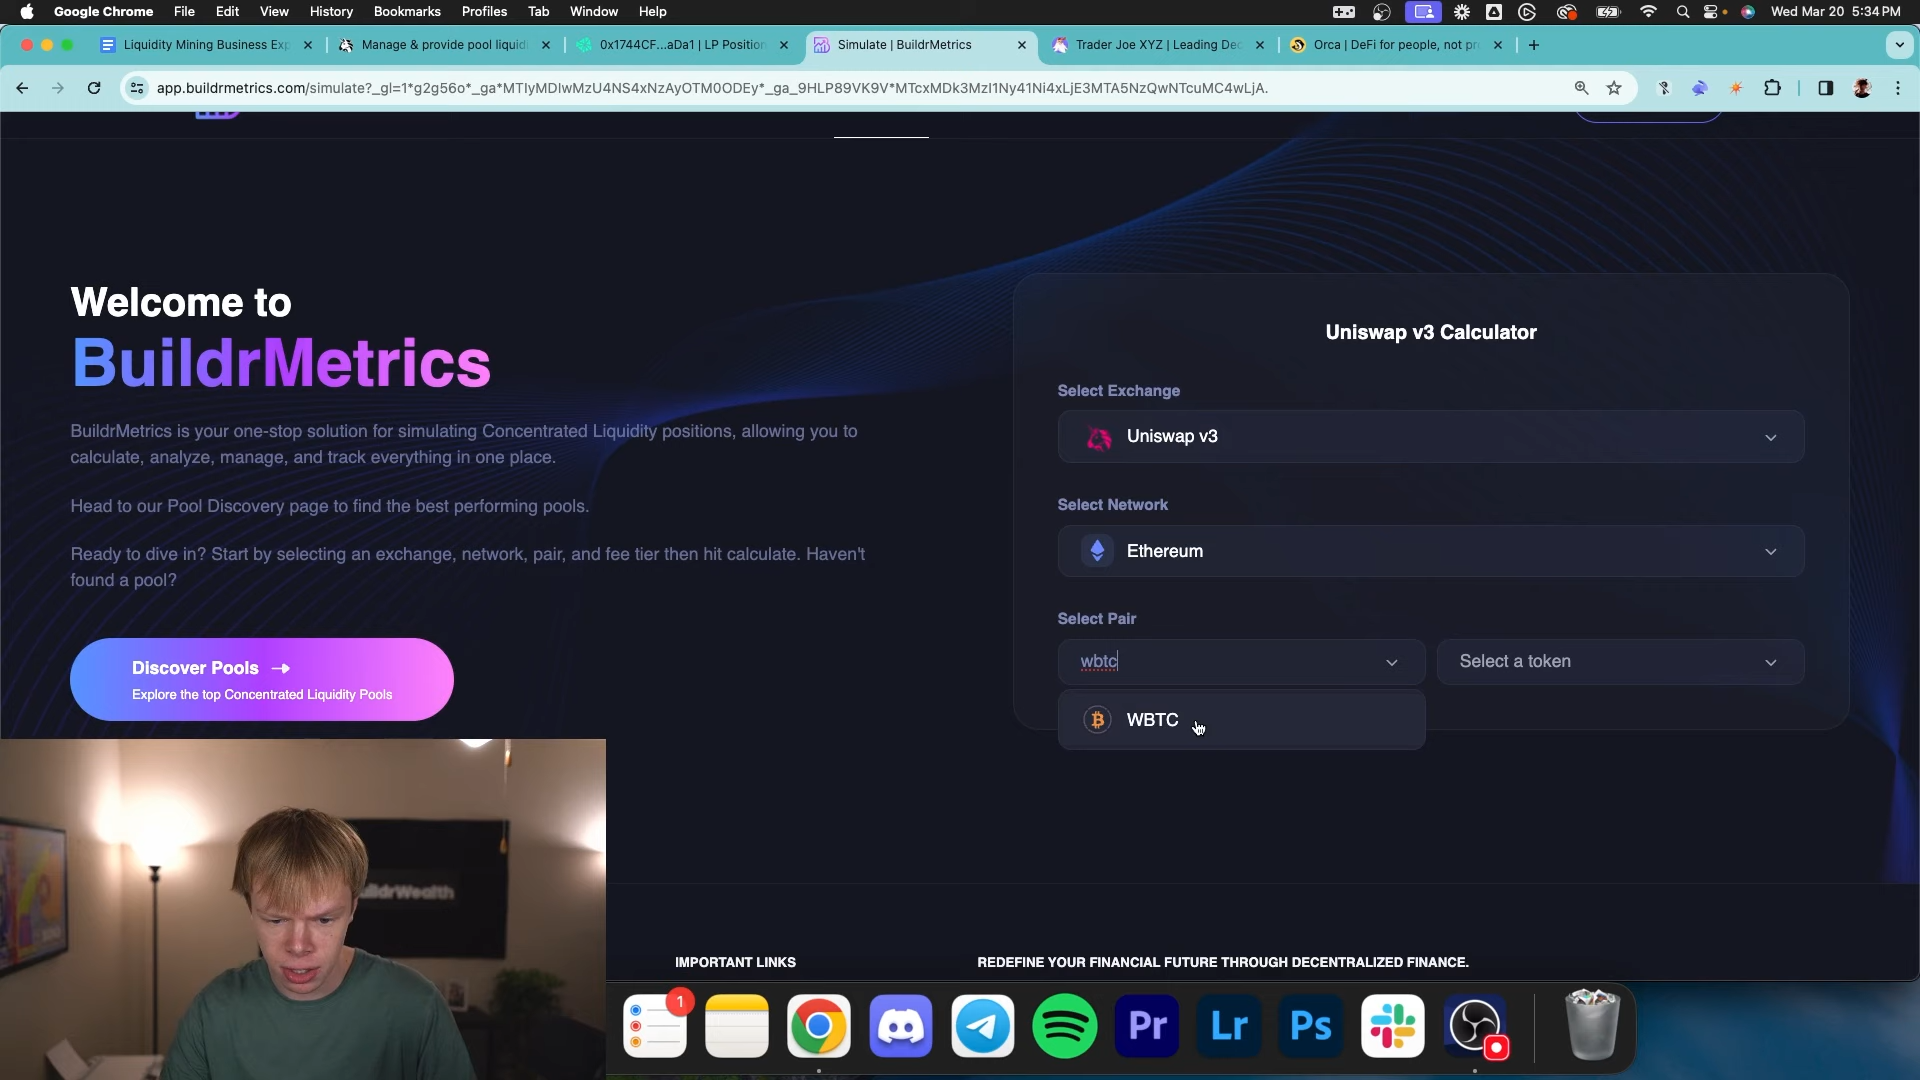 Google Chrome File Edit View History Bookmarks Profiles Tab Window Help Wed Mar 20 5:34 PM
Liquidity Mining Business Exp
Manage & provide pool liquidi
0x1744CF...aDa1 | LP Position
Simulate | BuildrMetrics
Trader Joe XYZ | Leading Dec
Orca | DeFi for people, not pr
app.buildrmetrics.com/simulate?_gl=1*g2g56o*_ga*MTIyMDIwMzU4NS4xNzAyOTM0ODEy*_ga_9HLP89VK9V*MTcxMDk3MzI1Ny41Ni4xLjE3MTA5NzQwNTcuMC4wLjA.
Welcome to
BuildrMetrics
BuildrMetrics is your one-stop solution for simulating Concentrated Liquidity positions, allowing you to
calculate, analyze, manage, and track everything in one place.
Head to our Pool Discovery page to find the best performing pools.
Ready to dive in? Start by selecting an exchange, network, pair, and fee tier then hit calculate. Haven't
found a pool?
Discover Pools →
Explore the top Concentrated Liquidity Pools
Uniswap v3 Calculator
Select Exchange
Uniswap v3
Select Network
Ethereum
Select Pair
wbtc
Select a token
WBTC
IMPORTANT LINKS
REDEFINE YOUR FINANCIAL FUTURE THROUGH DECENTRALIZED FINANCE.
1
Pr
Lr
Ps